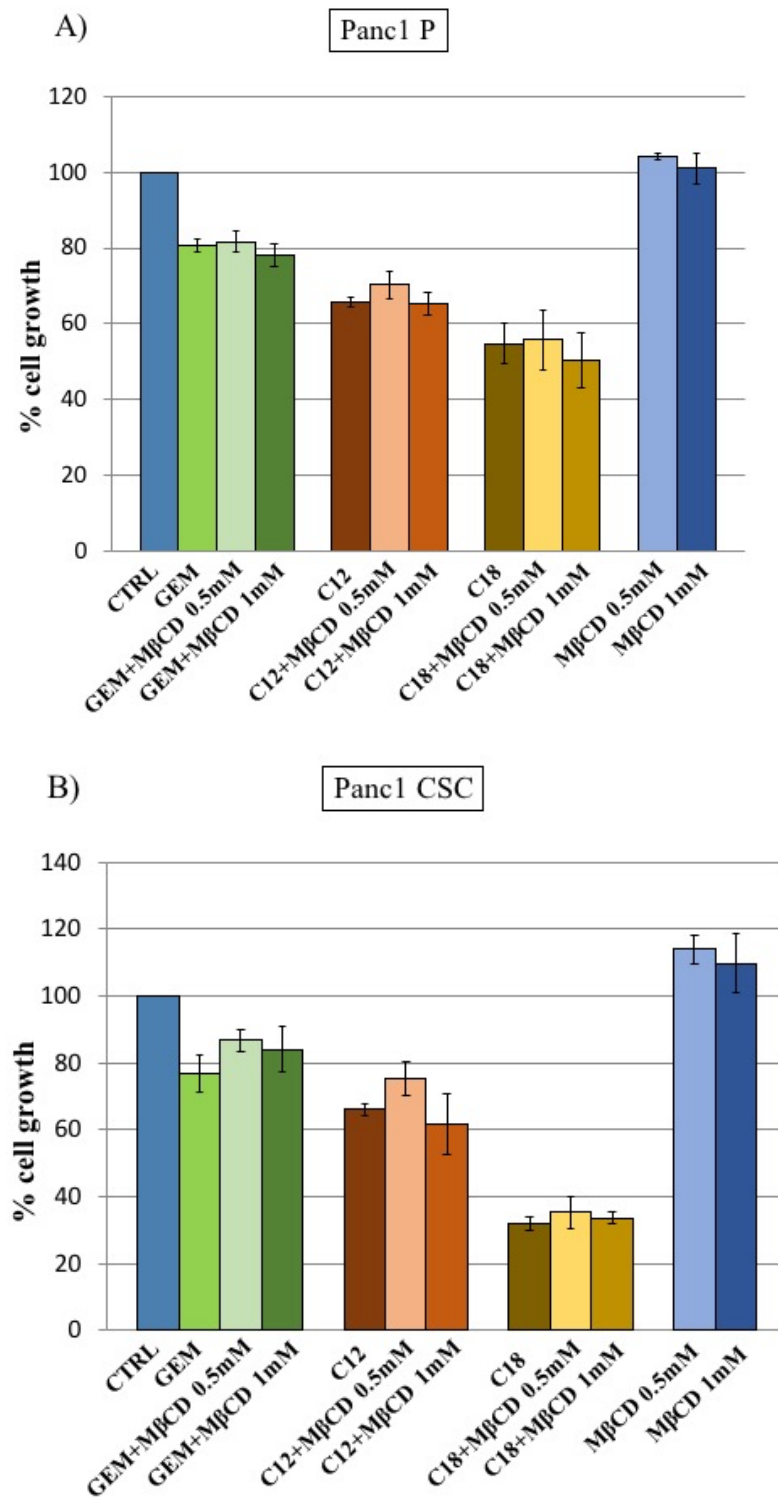 A)
Panc1 P
120
100
80
60
40
20
0
% cell growth
CTRL
GEM
GEM+MβCD 0.5mM
GEM+MβCD 1mM
C12
C12+MβCD 0.5mM
C12+MβCD 1mM
C18
C18+MβCD 0.5mM
C18+MβCD 1mM
MβCD 0.5mM
MβCD 1mM
B)
Panc1 CSC
140
120
100
80
60
40
20
0
% cell growth
CTRL
GEM
GEM+MβCD 0.5mM
GEM+MβCD 1mM
C12
C12+MβCD 0.5mM
C12+MβCD 1mM
C18
C18+MβCD 0.5mM
C18+MβCD 1mM
MβCD 0.5mM
MβCD 1mM